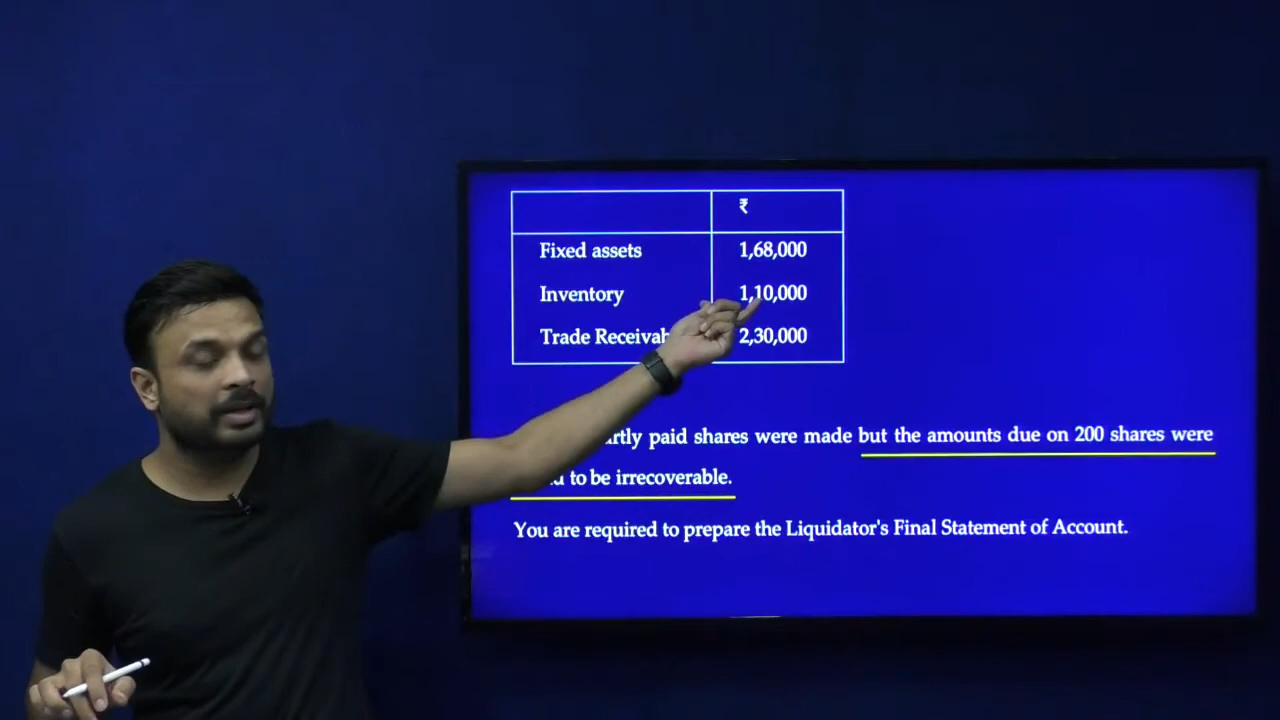 ₹
Fixed assets 1,68,000
Inventory 1,10,000
Trade Receivab 2,30,000
rtly paid shares were made but the amounts due on 200 shares were
to be irrecoverable.
You are required to prepare the Liquidator's Final Statement of Account.